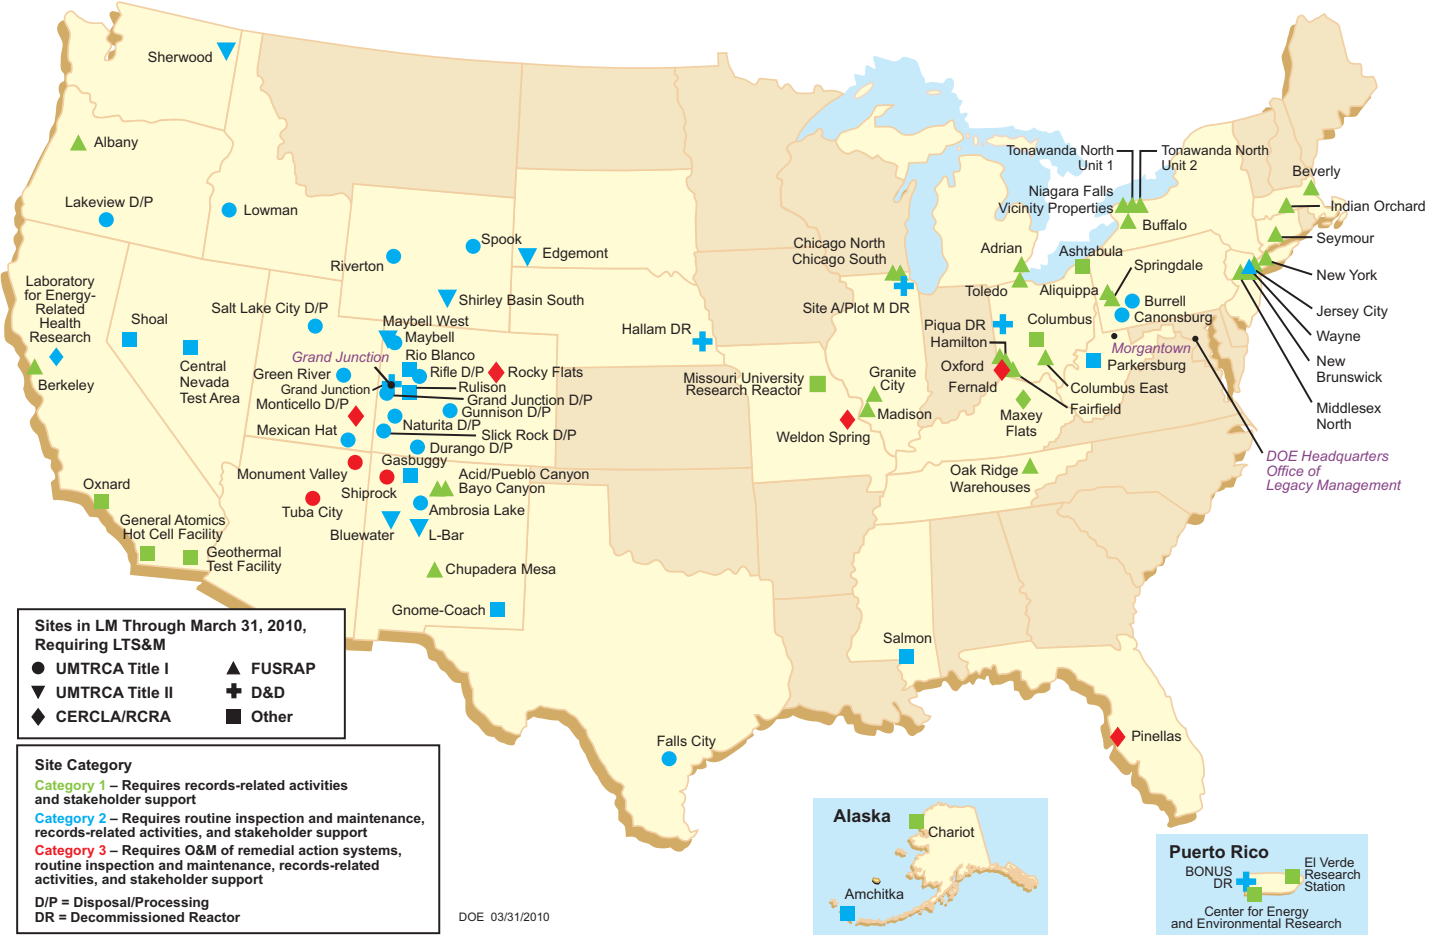 Sherwood
Albany
Lakeview D/P
Lowman
Laboratory
for Energy-
Related
Health
Research
Berkeley
Shoal
Central
Nevada
Test Area
Salt Lake City D/P
Riverton
Spook
Edgemont
Shirley Basin South
Maybell West
Maybell
Rio Blanco
Grand Junction
Rifle D/P
Rocky Flats
Green River
Grand Junction
Rulison
Grand Junction D/P
Monticello D/P
Gunnison D/P
Naturita D/P
Mexican Hat
Slick Rock D/P
Durango D/P
Monument Valley
Gasbuggy
Shiprock
Acid/Pueblo Canyon
Bayo Canyon
Tuba City
Ambrosia Lake
Bluewater
L-Bar
Oxnard
General Atomics
Hot Cell Facility
Geothermal
Test Facility
Chupadera Mesa
Gnome-Coach
Hallam DR
Missouri University
Research Reactor
Weldon Spring
Granite
City
Madison
Chicago North
Chicago South
Site A/Plot M DR
Adrian
Toledo
Piqua DR
Hamilton
Oxford
Fernald
Columbus
Columbus East
Fairfield
Maxey
Flats
Ashtabula
Aliquippa
Springdale
Burrell
Canonsburg
Morgantown
Parkersburg
Oak Ridge
Warehouses
Tonawanda North
Unit 1
Tonawanda North
Unit 2
Niagara Falls
Vicinity Properties
Buffalo
Beverly
Indian Orchard
Seymour
New York
Jersey City
Wayne
New
Brunswick
Middlesex
North
DOE Headquarters
Office of
Legacy Management
Salmon
Falls City
Pinellas
Sites in LM Through March 31, 2010,
Requiring LTS&M
UMTRCA Title I
FUSRAP
UMTRCA Title II
D&D
CERCLA/RCRA
Other
Site Category
Category 1 – Requires records-related activities
and stakeholder support
Category 2 – Requires routine inspection and maintenance,
records-related activities, and stakeholder support
Category 3 – Requires O&M of remedial action systems,
routine inspection and maintenance, records-related
activities, and stakeholder support
D/P = Disposal/Processing
DR = Decommissioned Reactor
DOE 03/31/2010
Alaska
Chariot
Amchitka
Puerto Rico
BONUS
DR
El Verde
Research
Station
Center for Energy
and Environmental Research